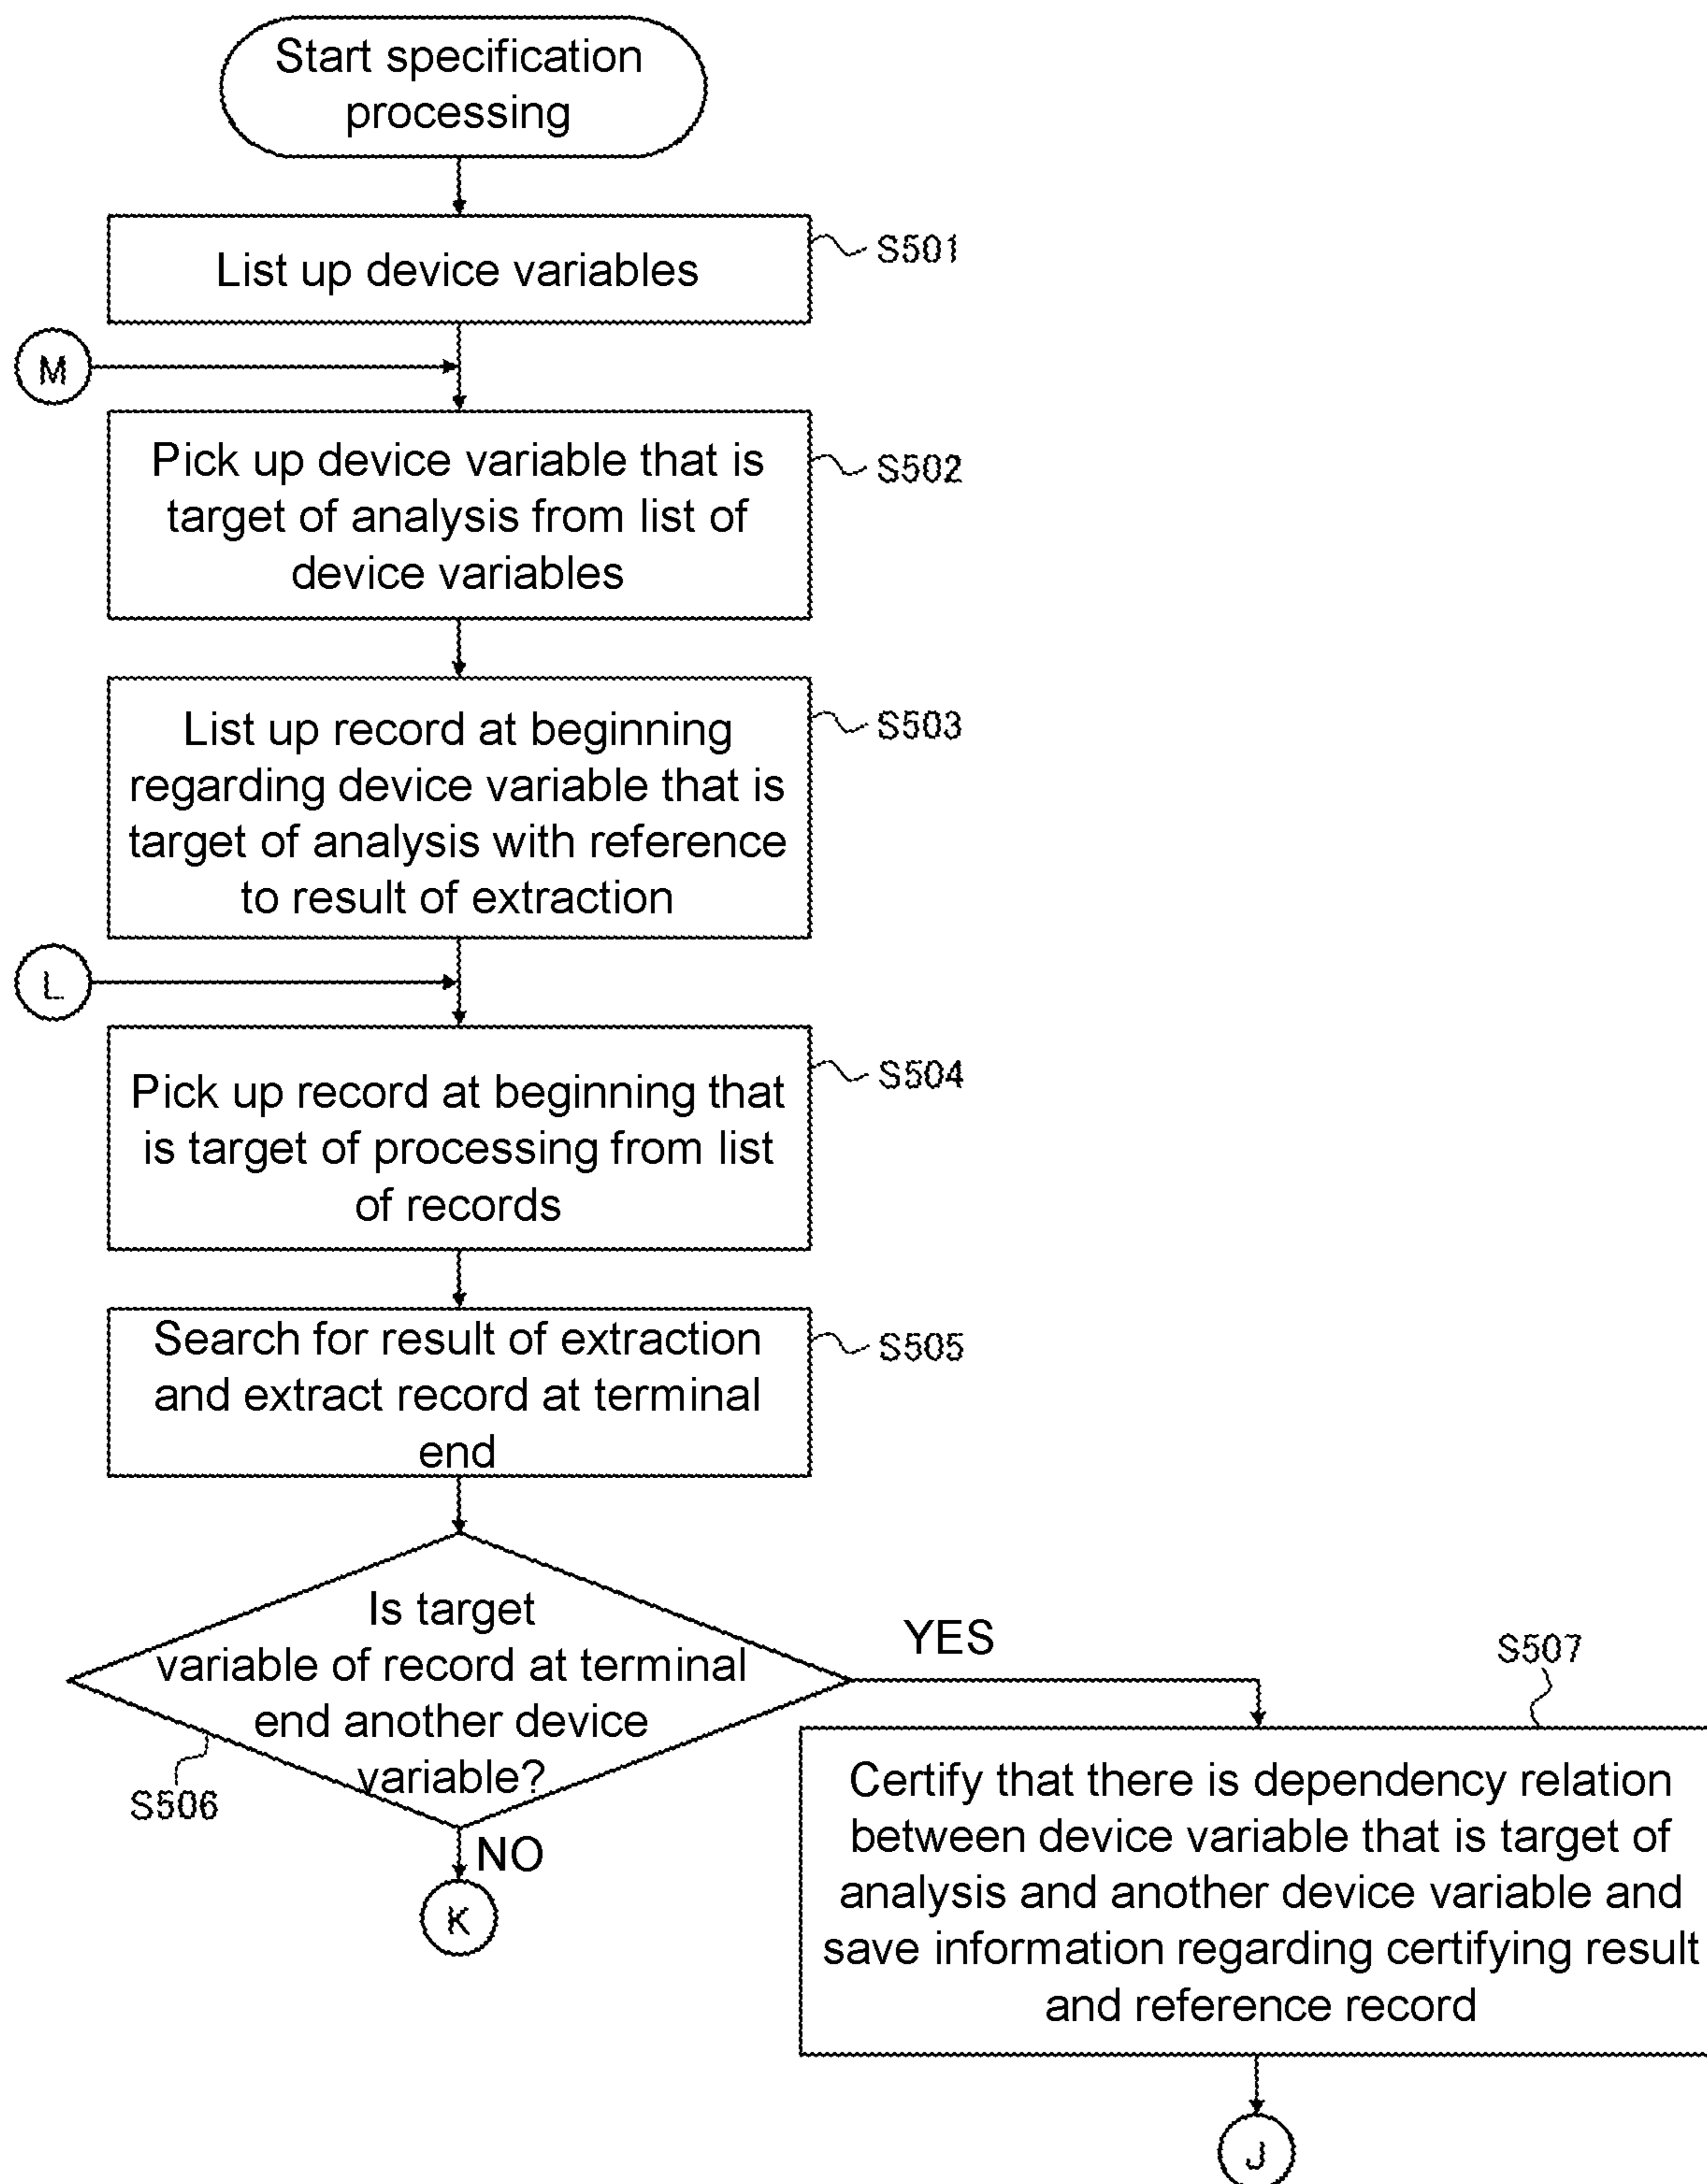 Start specification
processing
List up device variables
S501
M
Pick up device variable that is
target of analysis from list of
device variables
S502
List up record at beginning
regarding device variable that is
target of analysis with reference
to result of extraction
S503
L
Pick up record at beginning that
is target of processing from list
of records
S504
Search for result of extraction
and extract record at terminal
end
S505
Is target
variable of record at terminal
end another device
variable?
S506
YES
NO
K
S507
Certify that there is dependency relation
between device variable that is target of
analysis and another device variable and
save information regarding certifying result
and reference record
J